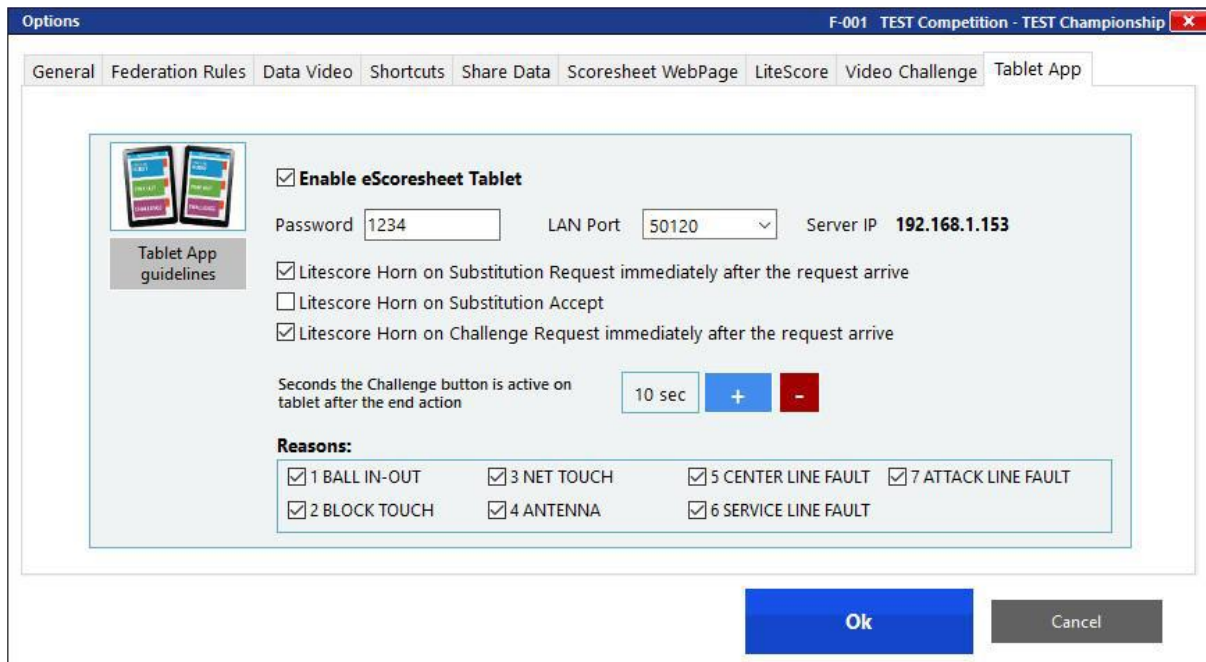 Options F-001 TEST Competition - TEST Championship
General Federation Rules Data Video Shortcuts Share Data Scoresheet WebPage LiteScore Video Challenge Tablet App
Enable eScoresheet Tablet
Password 1234 LAN Port 50120 Server IP 192.168.1.153
Tablet App
guidelines
Litescore Horn on Substitution Request immediately after the request arrive
Litescore Horn on Substitution Accept
Litescore Horn on Challenge Request immediately after the request arrive
Seconds the Challenge button is active on
tablet after the end action
10 sec + -
Reasons:
1 BALL IN-OUT 3 NET TOUCH 5 CENTER LINE FAULT 7 ATTACK LINE FAULT
2 BLOCK TOUCH 4 ANTENNA 6 SERVICE LINE FAULT
Ok Cancel